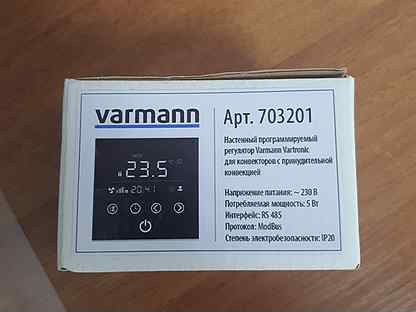 varmann
Арт. 703201
Настенный программируемый
регулятор Varmann Vartronic
для конвекторов с принудительной
конвекцией
23.5
20:41
Напряжение питания: ~ 230 В
Потребляемая мощность: 5 Вт
Интерфейс: RS 485
Протокол: ModBus
Степень электробезопасности: IP20